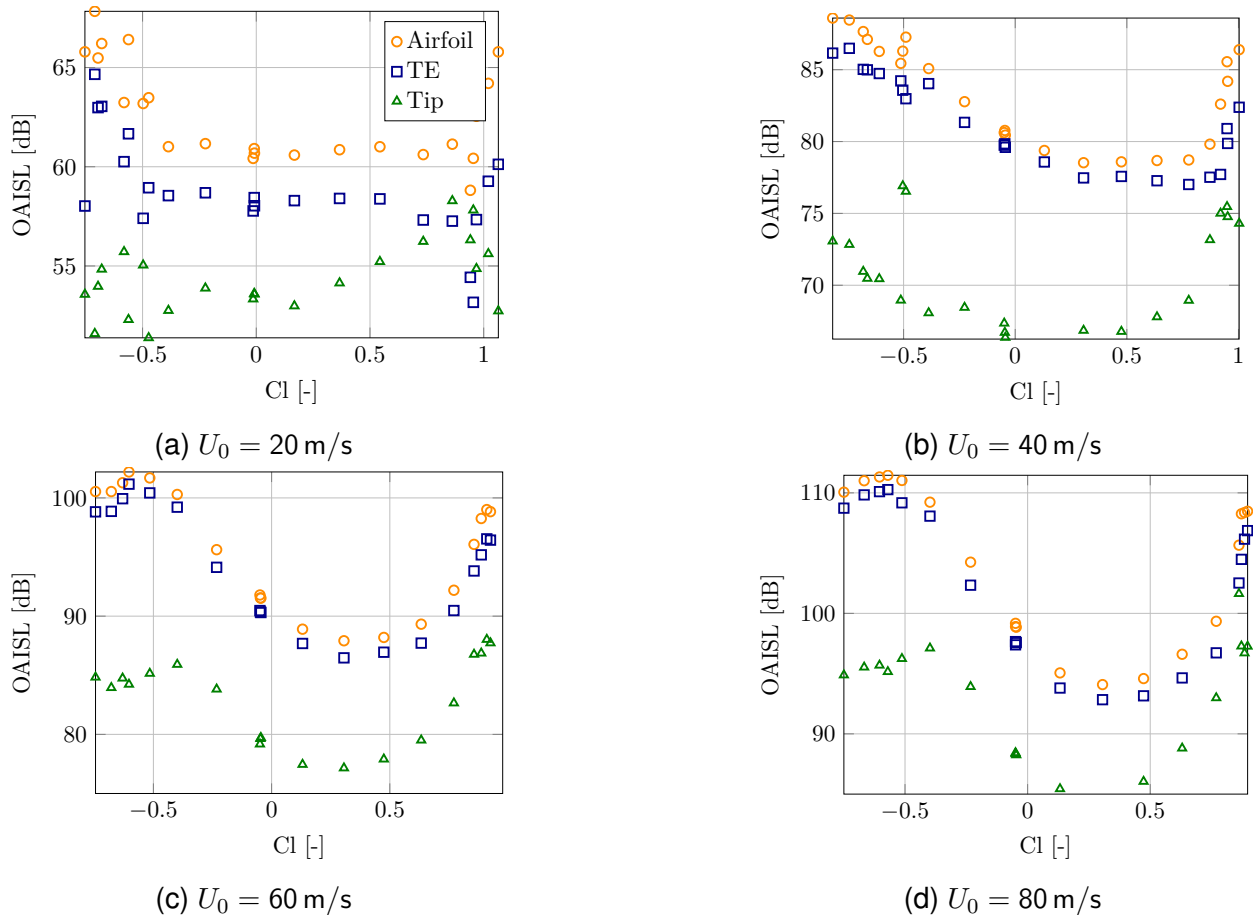 65
60
55
OAISL [dB]
Airfoil
TE
Tip
−0.5 0 0.5 1
Cl [-]
(a) U₀ = 20 m/s
85
80
75
70
OAISL [dB]
−0.5 0 0.5 1
Cl [-]
(b) U₀ = 40 m/s
100
90
80
OAISL [dB]
−0.5 0 0.5
Cl [-]
(c) U₀ = 60 m/s
110
100
90
OAISL [dB]
−0.5 0 0.5
Cl [-]
(d) U₀ = 80 m/s